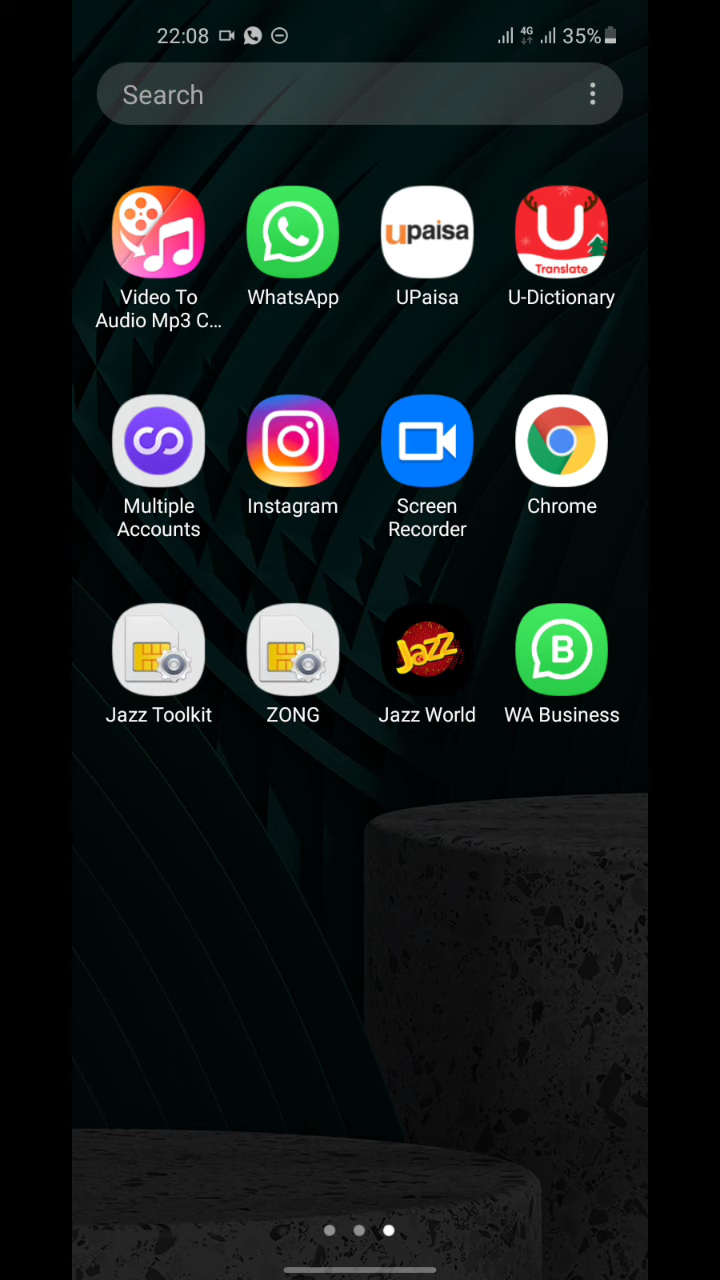 22:08 4G 35%
Search
upaisa
U
Translate
Video To
Audio Mp3 C...
WhatsApp
UPaisa
U-Dictionary
Multiple
Accounts
Instagram
Screen
Recorder
Chrome
Jazz
B
Jazz Toolkit
ZONG
Jazz World
WA Business